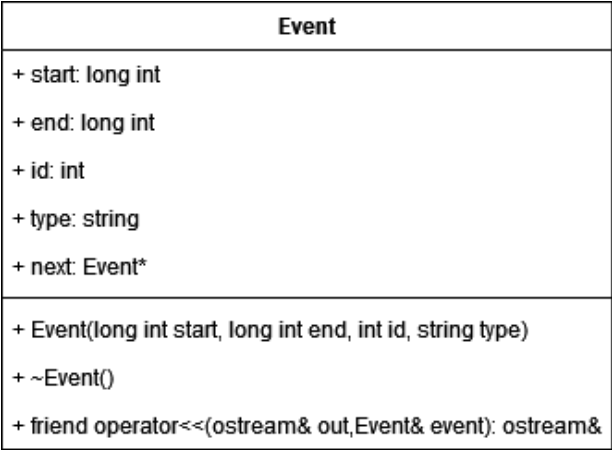 Event
+ start: long int
+ end: long int
+ id: int
+ type: string
+ next: Event*
+ Event(long int start, long int end, int id, string type)
+ ~Event()
+ friend operator<<(ostream& out,Event& event): ostream&